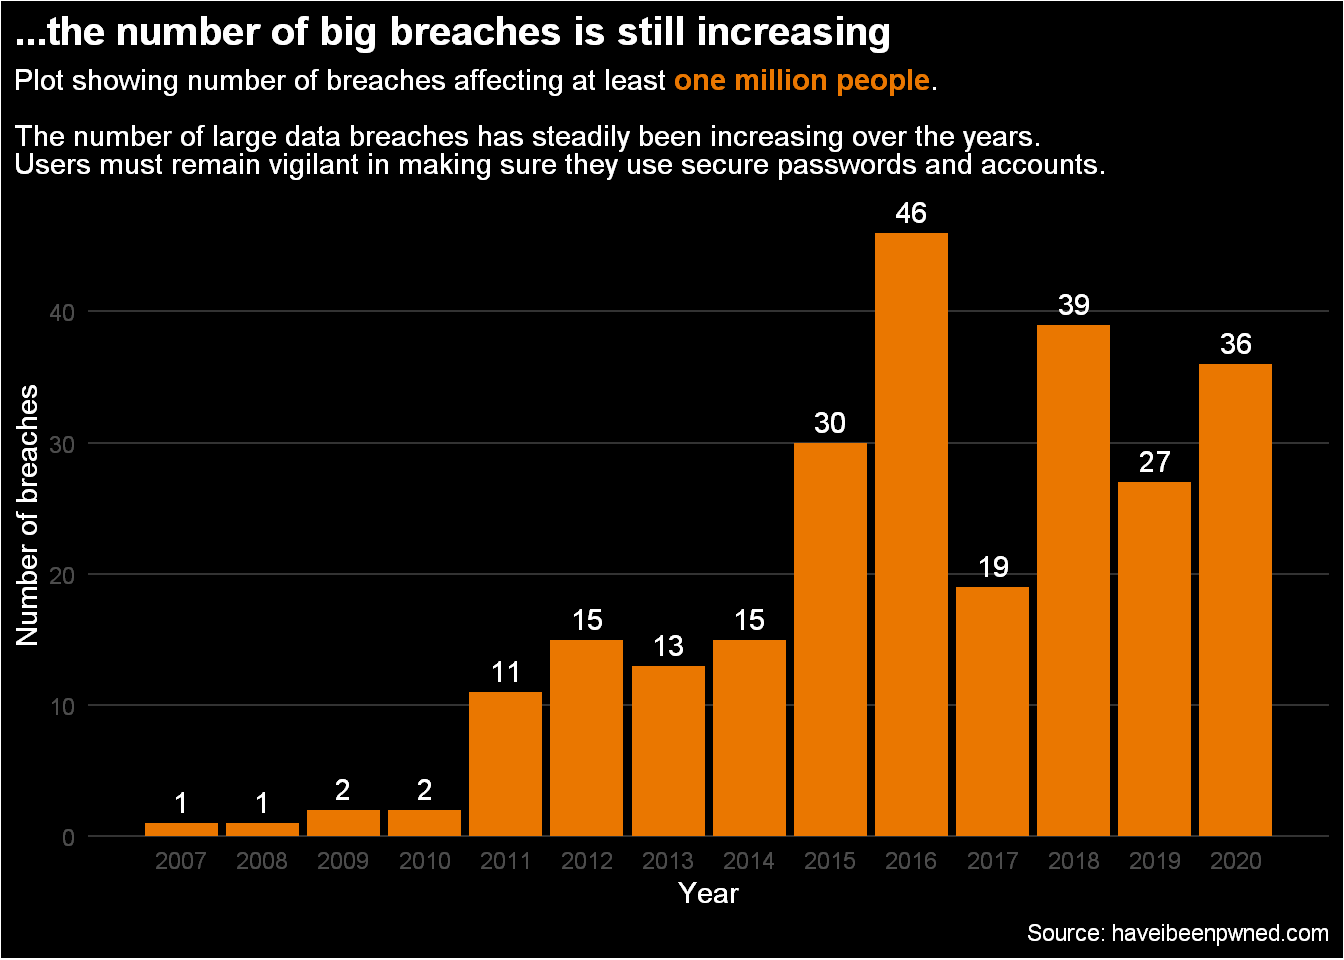 ...the number of big breaches is still increasing
Plot showing number of breaches affecting at least one million people.
The number of large data breaches has steadily been increasing over the years.
Users must remain vigilant in making sure they use secure passwords and accounts.
46
39
36
30
27
19
15
13
15
11
2
2
1
1
40
30
20
10
0
Number of breaches
2007 2008 2009 2010 2011 2012 2013 2014 2015 2016 2017 2018 2019 2020
Year
Source: haveibeenpwned.com